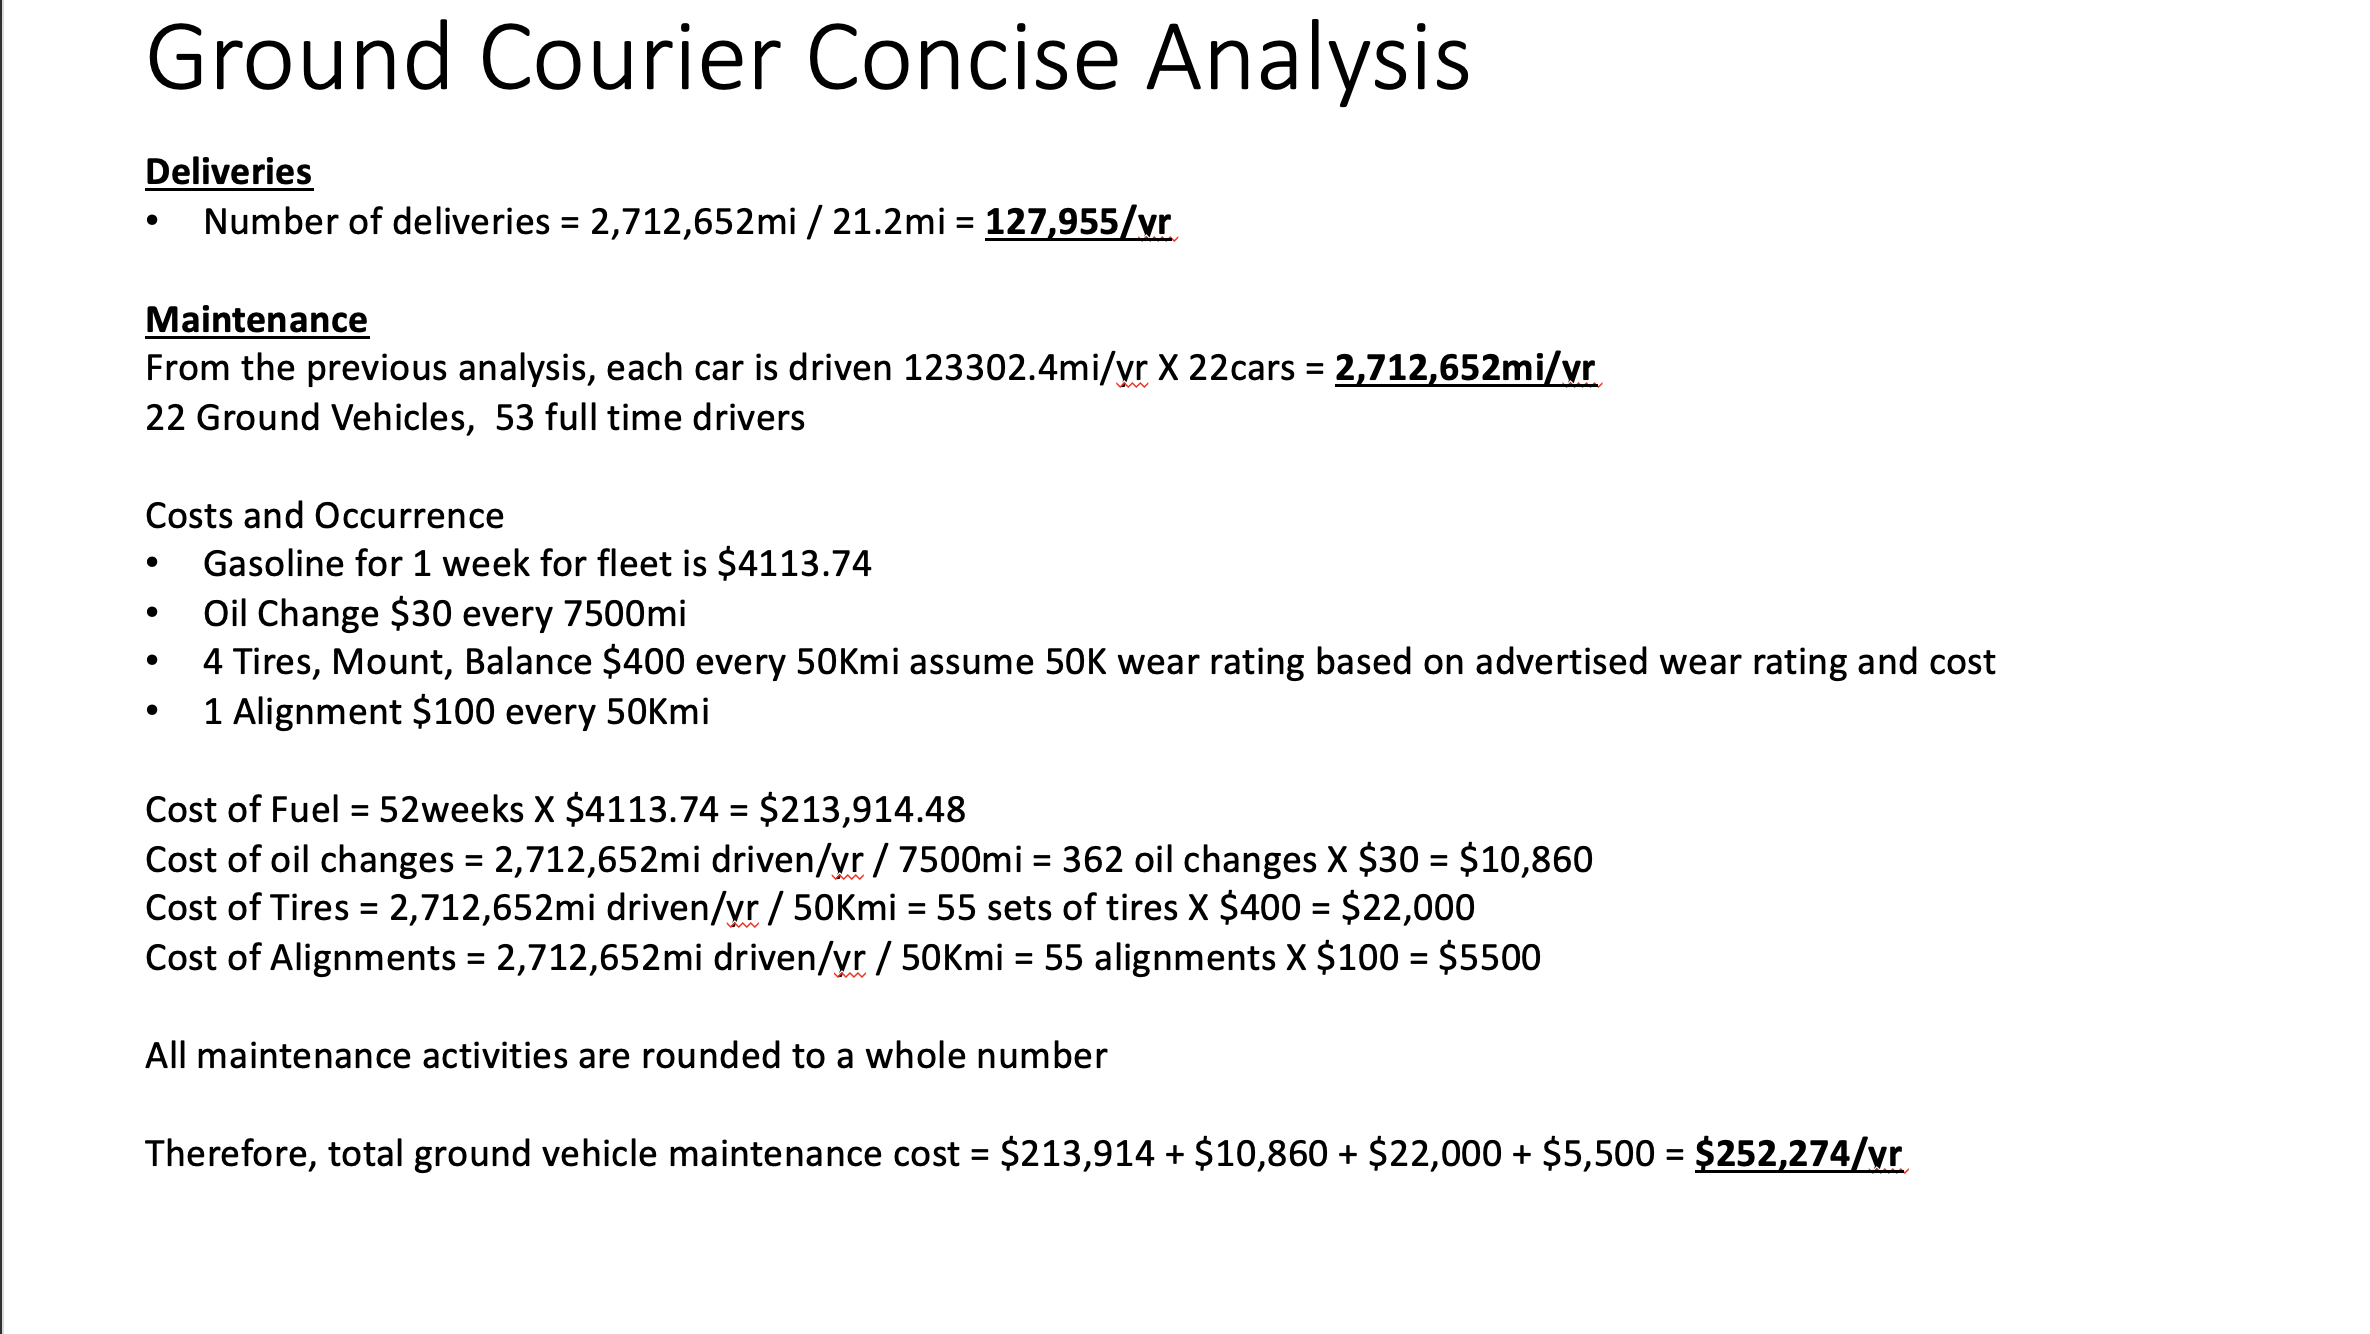 Ground Courier Concise Analysis
Deliveries
• Number of deliveries = 2,712,652mi / 21.2mi = 127,955/yr
Maintenance
From the previous analysis, each car is driven 123302.4mi/yr X 22cars = 2,712,652mi/yr
22 Ground Vehicles, 53 full time drivers
Costs and Occurrence
• Gasoline for 1 week for fleet is $4113.74
• Oil Change $30 every 7500mi
• 4 Tires, Mount, Balance $400 every 50Kmi assume 50K wear rating based on advertised wear rating and cost
• 1 Alignment $100 every 50Kmi
Cost of Fuel = 52weeks X $4113.74 = $213,914.48
Cost of oil changes = 2,712,652mi driven/yr / 7500mi = 362 oil changes X $30 = $10,860
Cost of Tires = 2,712,652mi driven/yr / 50Kmi = 55 sets of tires X $400 = $22,000
Cost of Alignments = 2,712,652mi driven/yr / 50Kmi = 55 alignments X $100 = $5500
All maintenance activities are rounded to a whole number
Therefore, total ground vehicle maintenance cost = $213,914 + $10,860 + $22,000 + $5,500 = $252,274/yr